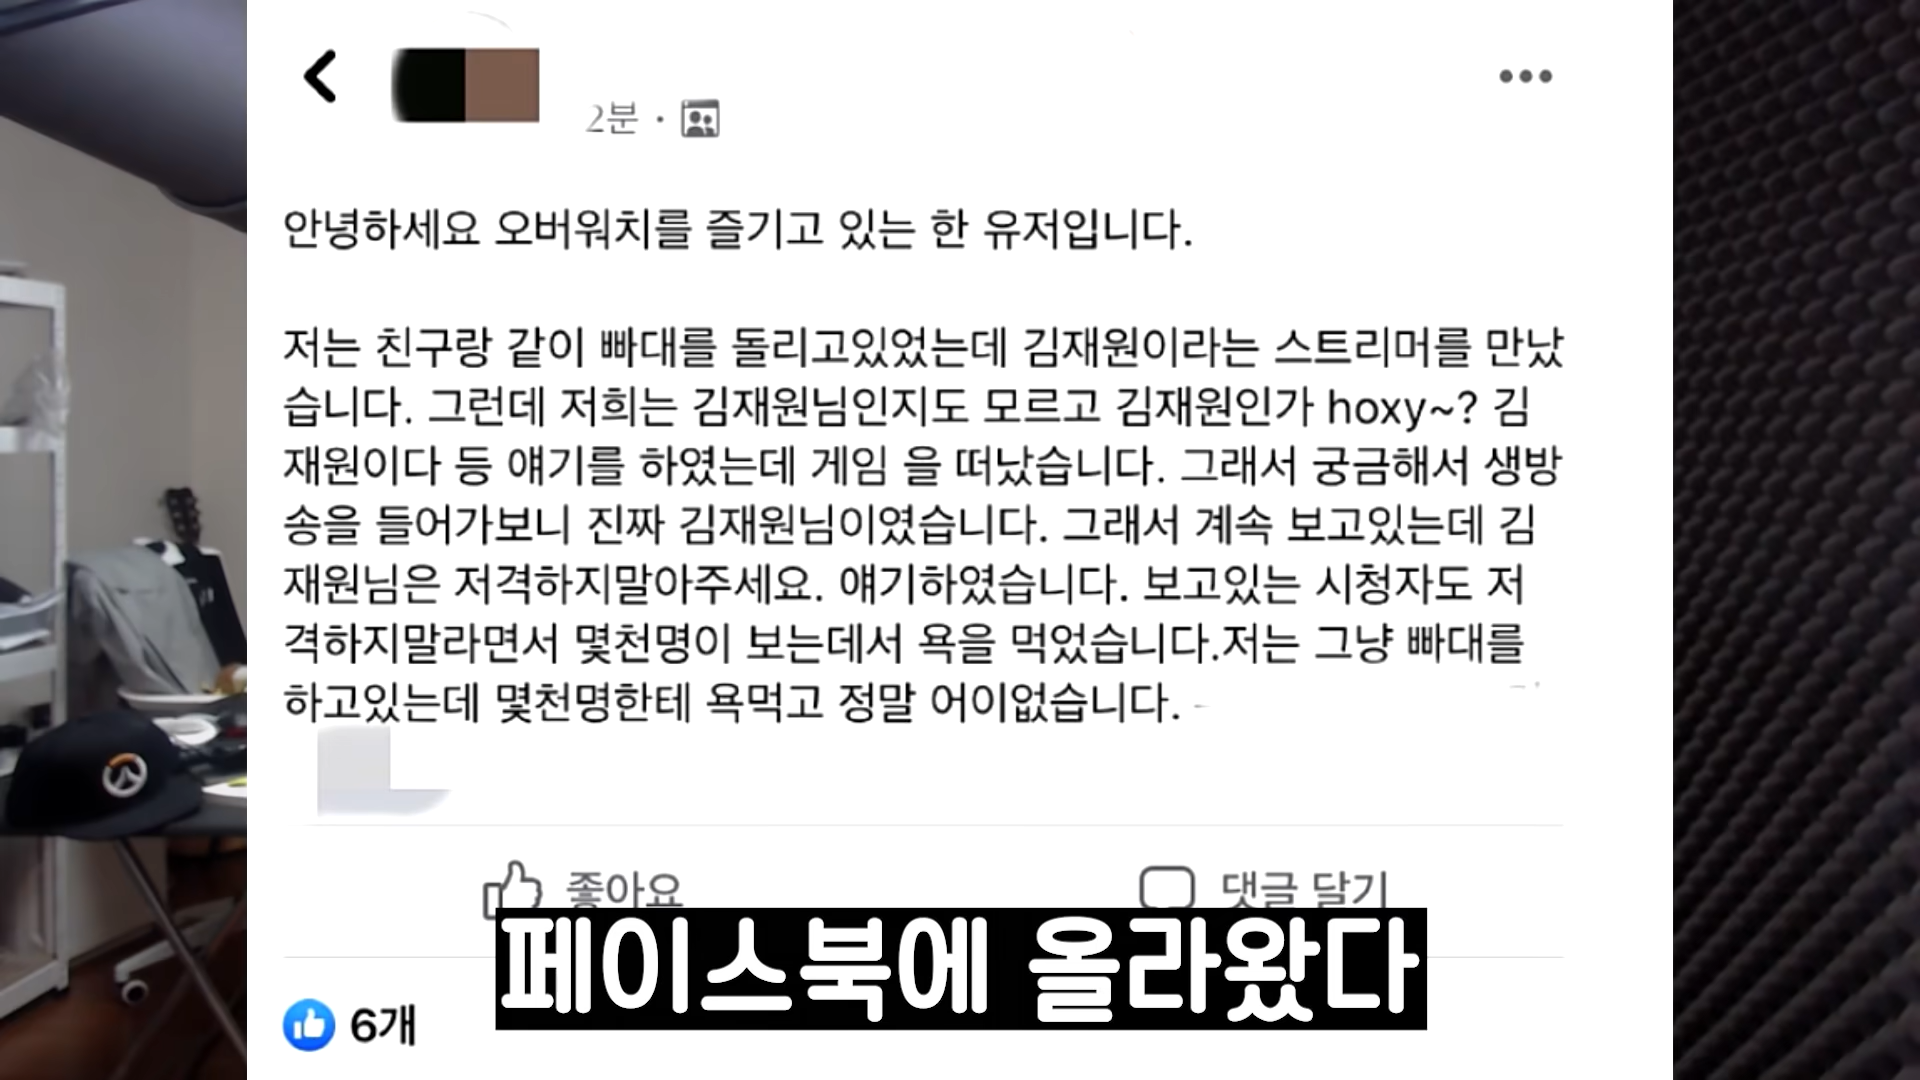 2분 ·
안녕하세요 오버워치를 즐기고 있는 한 유저입니다.
저는 친구랑 같이 빠대를 돌리고있었는데 김재원이라는 스트리머를 만났
습니다. 그런데 저희는 김재원님인지도 모르고 김재원인가 hoxy~? 김
재원이다 등 얘기를 하였는데 게임 을 떠났습니다. 그래서 궁금해서 생방
송을 들어가보니 진짜 김재원님이였습니다. 그래서 계속 보고있는데 김
재원님은 저격하지말아주세요. 얘기하였습니다. 보고있는 시청자도 저
격하지말라면서 몇천명이 보는데서 욕을 먹었습니다.저는 그냥 빠대를
하고있는데 몇천명한테 욕먹고 정말 어이없습니다.
좋아요 댓글 달기
페이스북에 올라왔다
6개